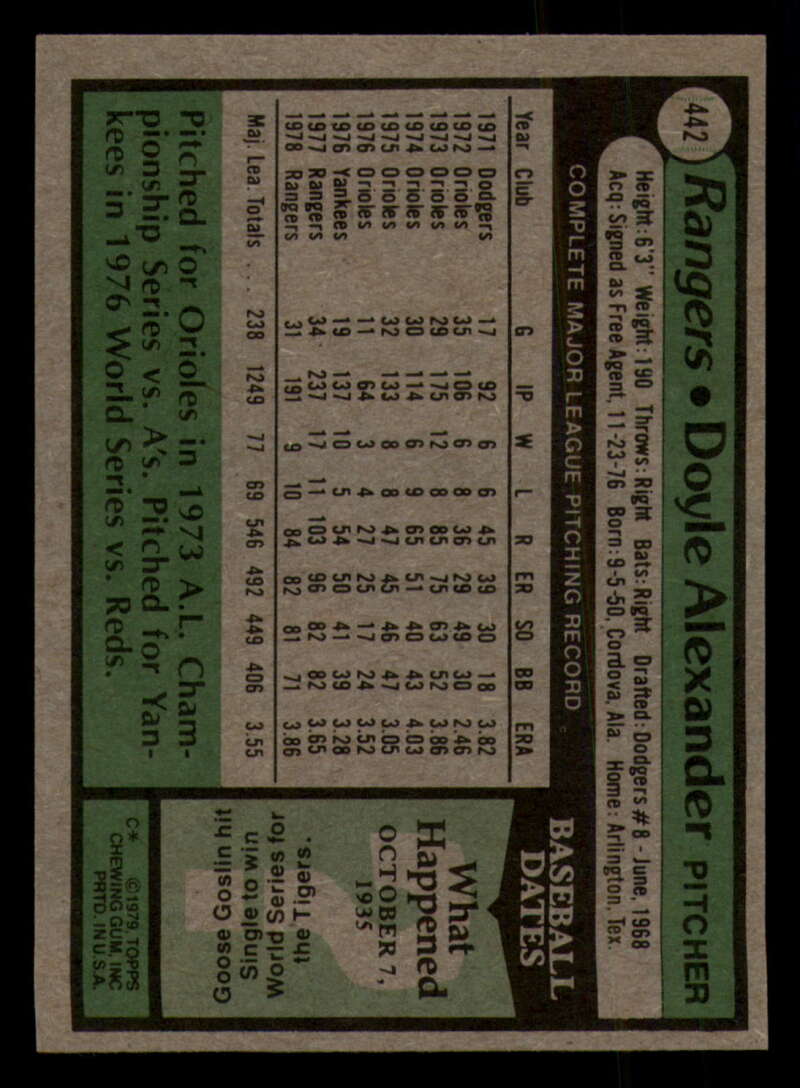 442
Rangers • Doyle Alexander PITCHER
Height: 6'3" Weight: 190 Throws: Right Bats: Right Drafted: Dodgers #8 - June, 1968
Acq: Signed as Free Agent, 11-23-76 Born: 9-5-50, Cordova, Ala. Home: Arlington, Tex.
COMPLETE MAJOR LEAGUE PITCHING RECORD
Year Club G IP W L R ER SO BB ERA
1971 Dodgers 17 92 6 6 45 39 30 18 3.82
1972 Orioles 35 106 6 8 36 29 49 30 2.46
1973 Orioles 29 175 12 8 85 75 63 52 3.86
1974 Orioles 30 114 6 9 65 51 40 43 4.03
1975 Orioles 32 133 8 8 47 45 46 47 3.05
1976 Orioles 11 64 3 4 27 25 17 24 3.52
1976 Yankees 19 137 10 5 54 50 41 39 3.28
1977 Rangers 34 237 17 11 103 96 82 82 3.65
1978 Rangers 31 191 9 10 84 82 81 71 3.86
Maj. Lea. Totals . . . 238 1249 77 69 546 492 449 406 3.55
Pitched for Orioles in 1973 A.L. Cham-
pionship Series vs. A's. Pitched for Yan-
kees in 1976 World Series vs. Reds.
BASEBALL
DATES
What
Happened
OCTOBER 7,
1935
Goose Goslin hit
Single to win
World Series for
the Tigers.
C* ©1979, TOPPS
CHEWING GUM, INC
PRTD. IN U.S.A.